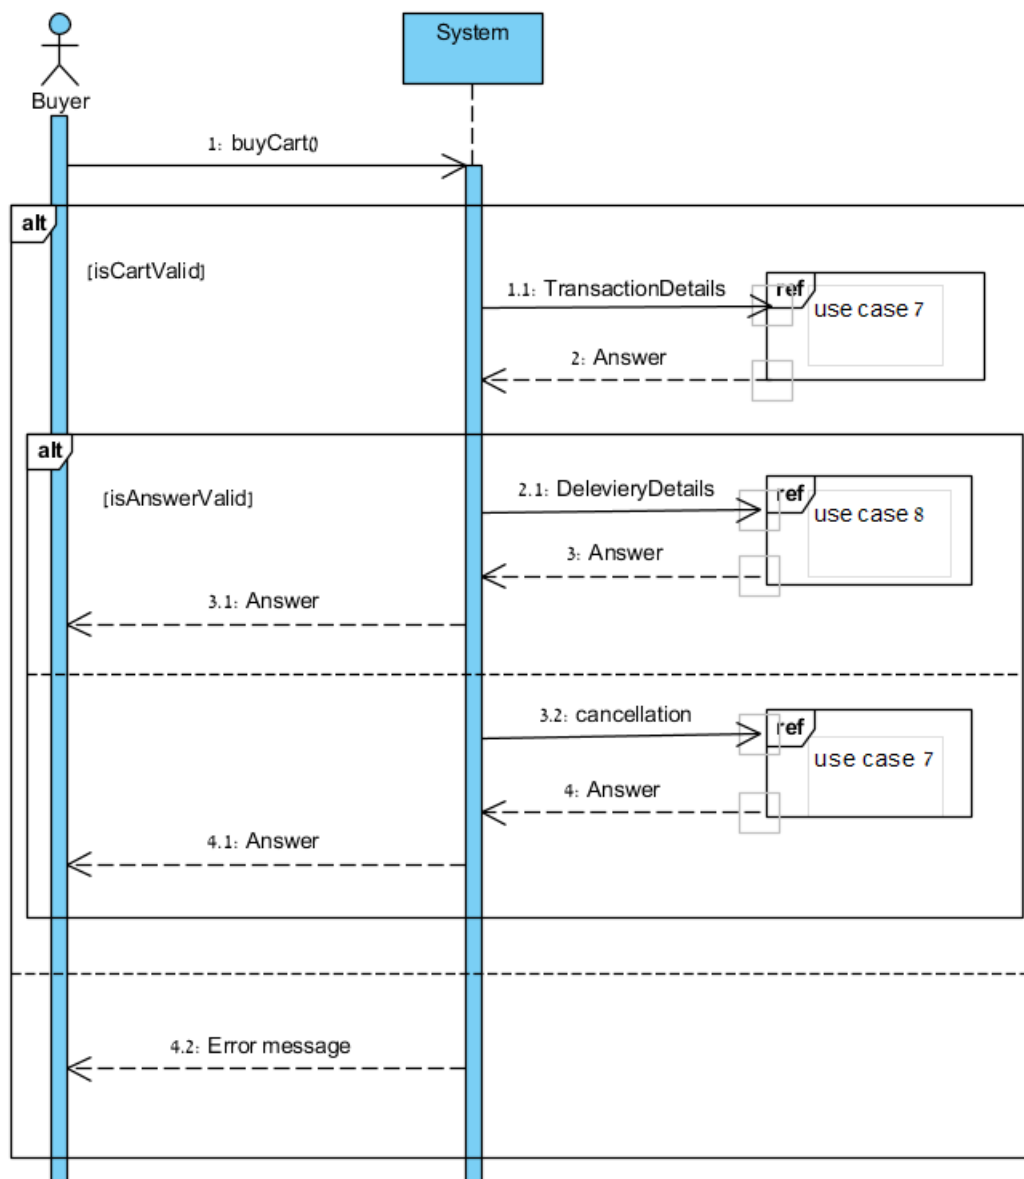 System
Buyer
1: buyCart()
alt
[isCartValid]
1.1: TransactionDetails
ref
use case 7
2: Answer
alt
[isAnswerValid]
2.1: DelevieryDetails
ref
use case 8
3: Answer
3.1: Answer
3.2: cancellation
ref
use case 7
4: Answer
4.1: Answer
4.2: Error message